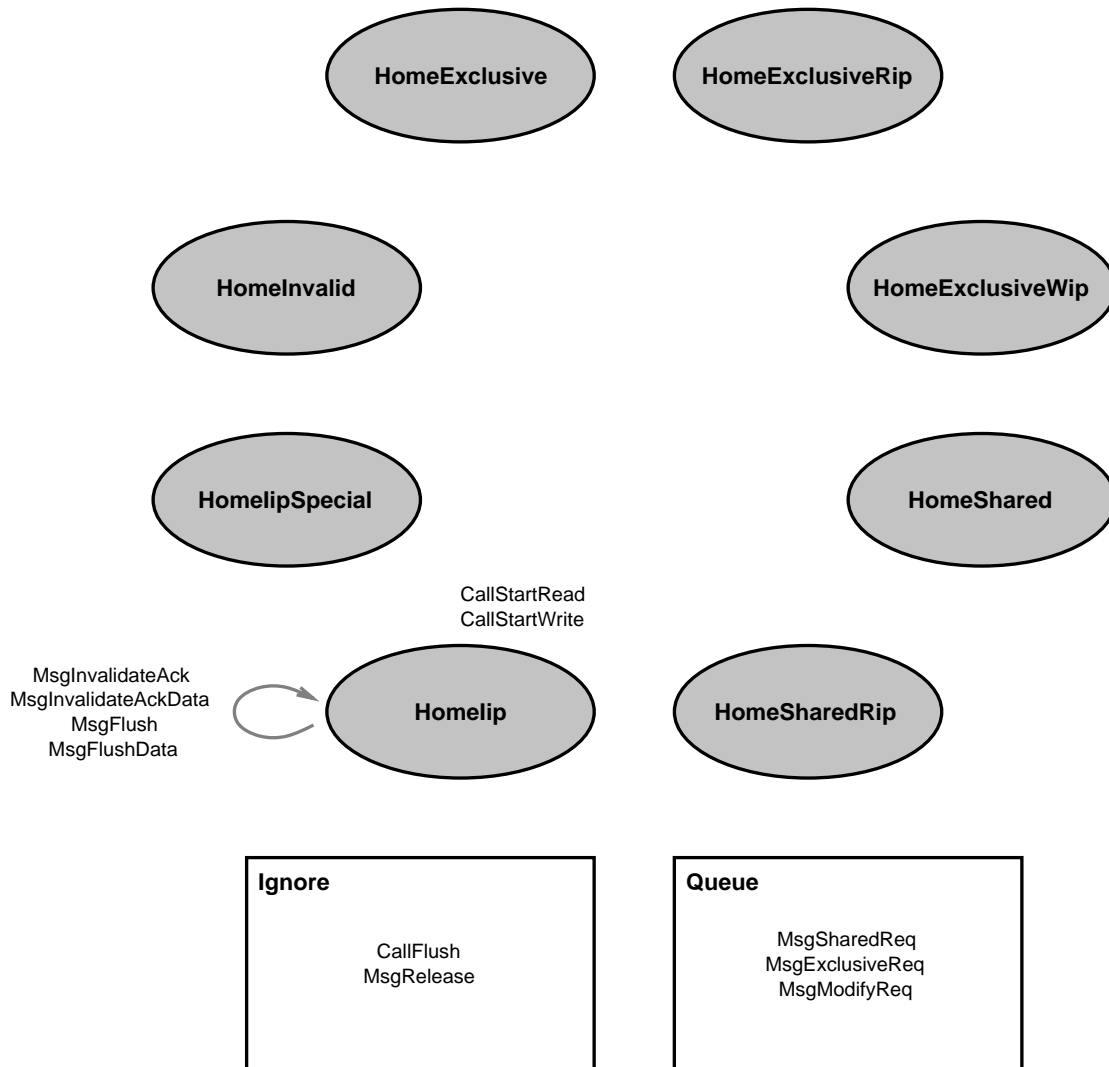 HomeExclusive
HomeExclusiveRip
HomeInvalid
HomeExclusiveWip
HomeIipSpecial
HomeShared
CallStartRead
CallStartWrite
MsgInvalidateAck
MsgInvalidateAckData
MsgFlush
MsgFlushData
HomeIip
HomeSharedRip
Ignore
CallFlush
MsgRelease
Queue
MsgSharedReq
MsgExclusiveReq
MsgModifyReq